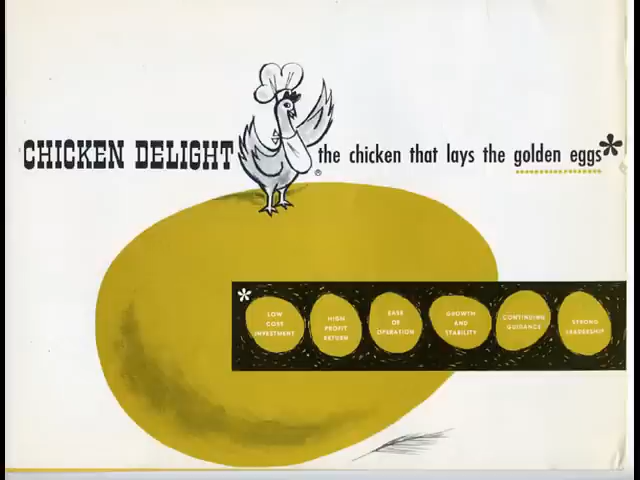 CHICKEN DELIGHT ® the chicken that lays the golden eggs*
*
LOW
COST
INVESTMENT
HIGH
PROFIT
RETURN
EASE
OF
OPERATION
GROWTH
AND
STABILITY
CONTINUING
GUIDANCE
STRONG
LEADERSHIP